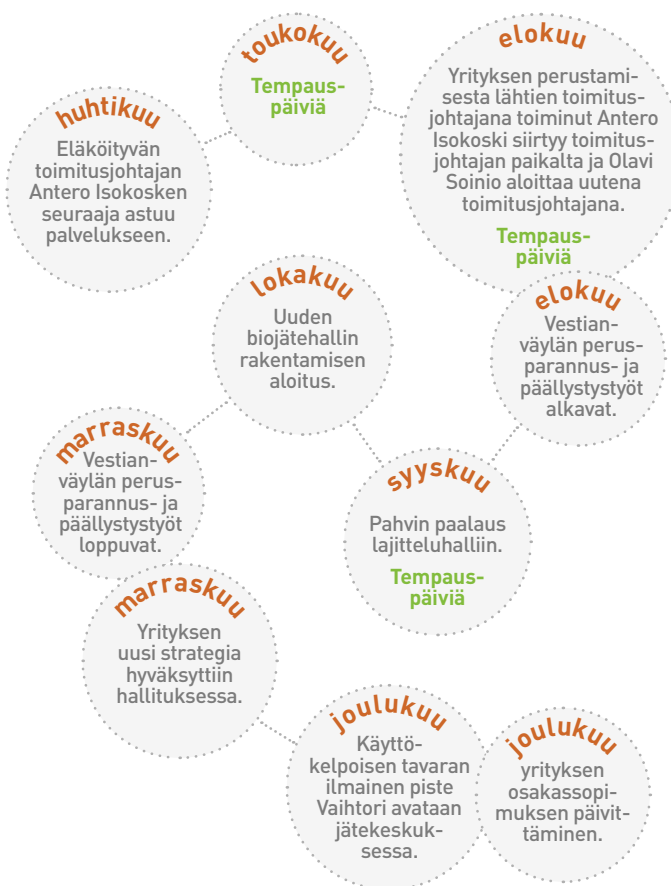 huhtikuu
Eläköityvän
toimitusjohtajan
Antero Isokosken
seuraaja astuu
palvelukseen.
toukokuu
Tempaus-
päiviä
elokuu
Yrityksen perustami-
sesta lähtien toimitus-
johtajana toiminut Antero
Isokoski siirtyy toimitus-
johtajan paikalta ja Olavi
Soinio aloittaa uutena
toimitusjohtajana.
Tempaus-
päiviä
elokuu
Vestian-
väylän perus-
parannus- ja
päällystystyöt
alkavat.
syyskuu
Pahvin paalaus
lajitteluhalliin.
Tempaus-
päiviä
lokakuu
Uuden
biojätehallin
rakentamisen
aloitus.
marraskuu
Vestian-
väylän perus-
parannus- ja
päällystystyöt
loppuvat.
marraskuu
Yrityksen
uusi strategia
hyväksyttiin
hallituksessa.
joulukuu
Käyttö-
kelpoisen tavaran
ilmainen piste
Vaihtori avataan
jätekeskuk-
sessa.
joulukuu
yrityksen
osakassopi-
muksen päivit-
täminen.